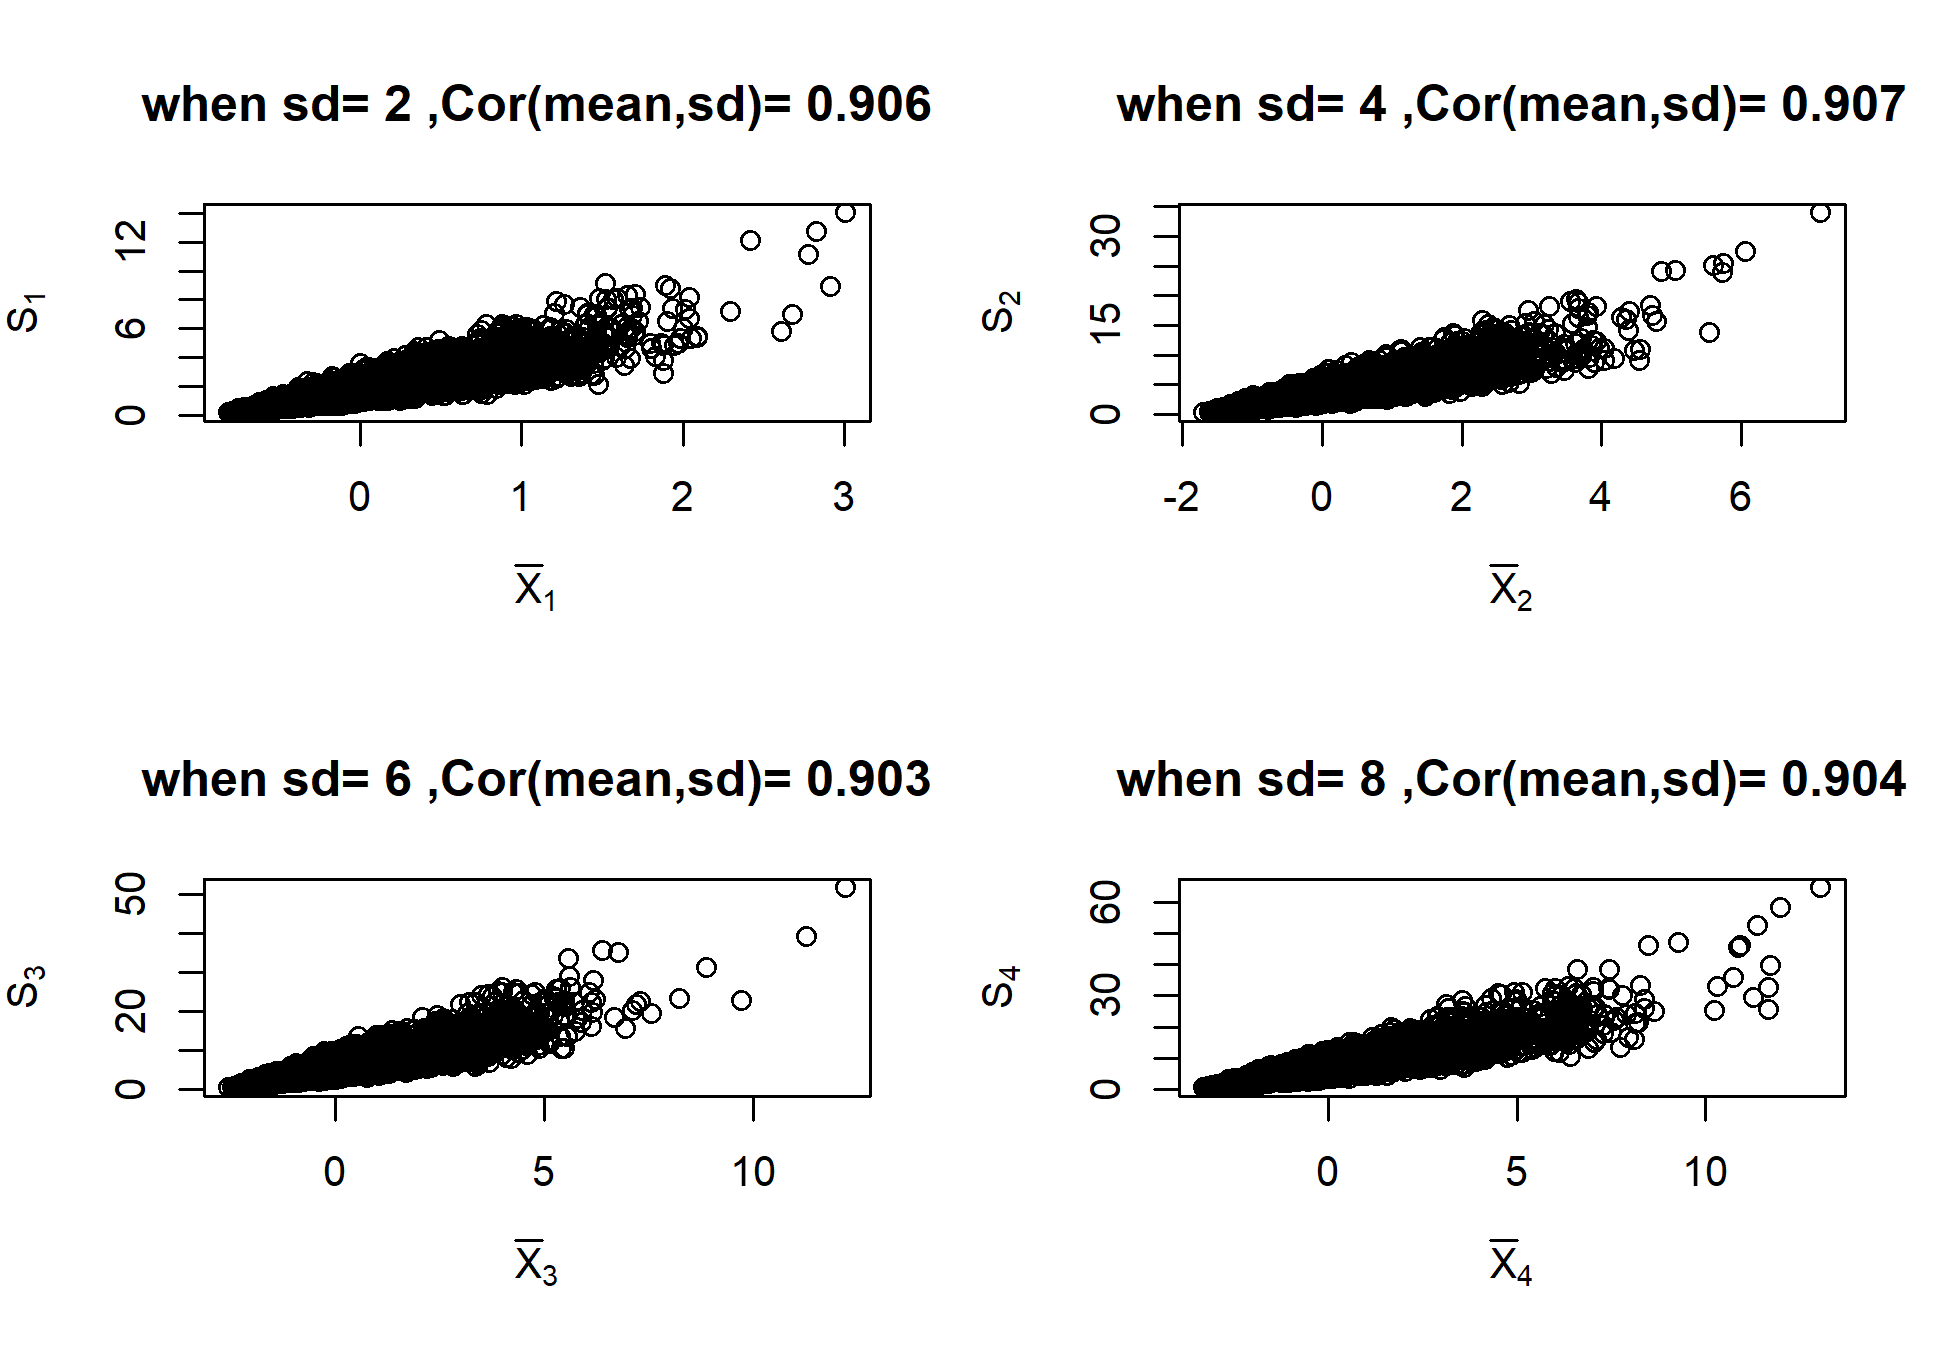 when sd= 2 ,Cor(mean,sd)= 0.906
S1
12
6
0
0 1 2 3
X̅1
when sd= 4 ,Cor(mean,sd)= 0.907
S2
30
15
0
-2 0 2 4 6
X̅2
when sd= 6 ,Cor(mean,sd)= 0.903
S3
50
20
0
0 5 10
X̅3
when sd= 8 ,Cor(mean,sd)= 0.904
S4
60
30
0
0 5 10
X̅4